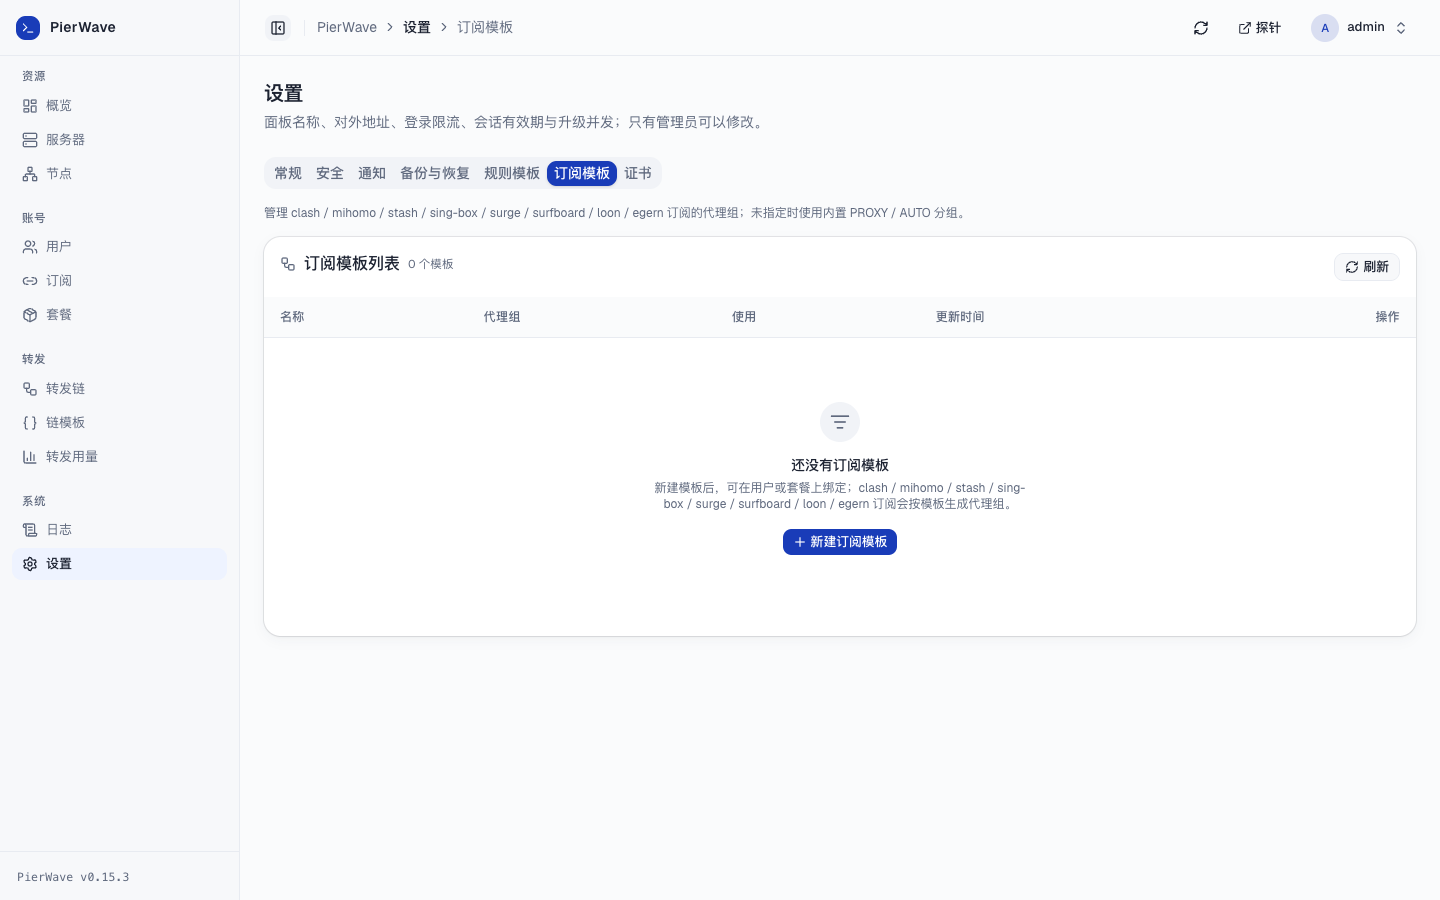 PierWave
资源
概览
服务器
节点
账号
用户
订阅
套餐
转发
转发链
链模板
转发用量
系统
日志
设置
PierWave v0.15.3
PierWave > 设置 > 订阅模板
探针
A admin
设置
面板名称、对外地址、登录限流、会话有效期与升级并发；只有管理员可以修改。
常规 安全 通知 备份与恢复 规则模板 订阅模板 证书
管理 clash / mihomo / stash / sing-box / surge / surfboard / loon / egern 订阅的代理组；未指定时使用内置 PROXY / AUTO 分组。
订阅模板列表 0 个模板
刷新
名称 代理组 使用 更新时间 操作
还没有订阅模板
新建模板后，可在用户或套餐上绑定；clash / mihomo / stash / sing-
box / surge / surfboard / loon / egern 订阅会按模板生成代理组。
新建订阅模板